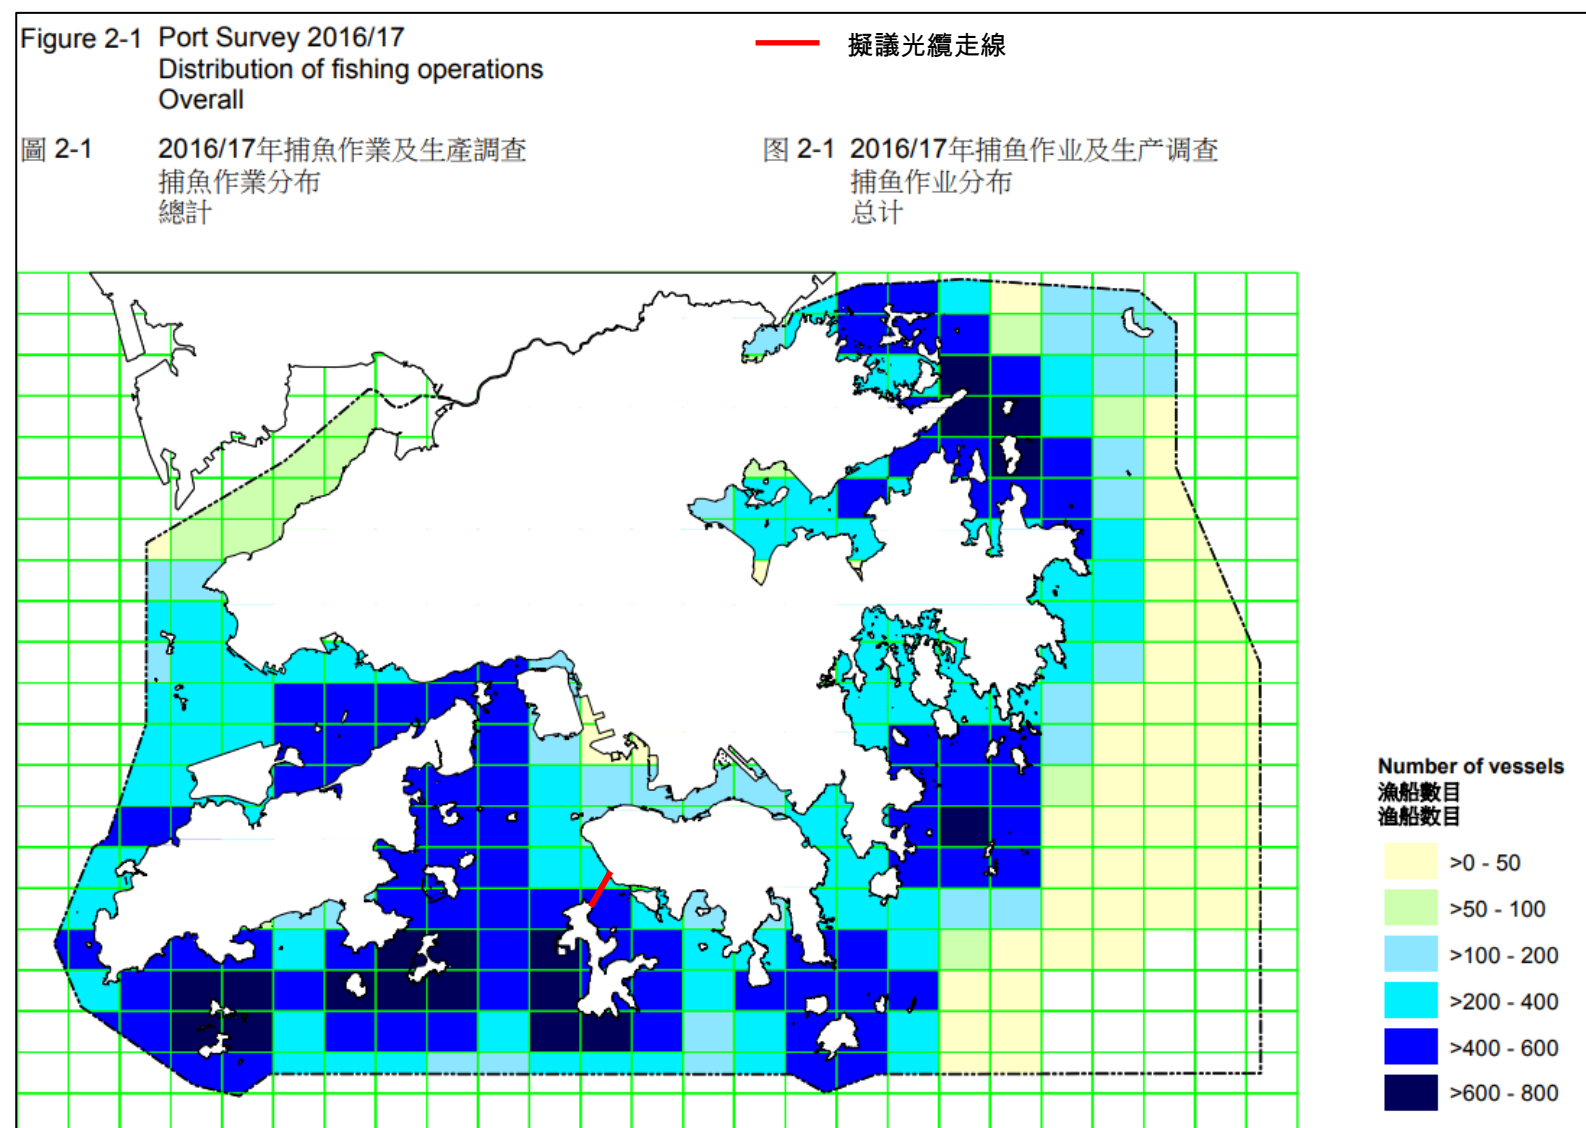 Figure 2-1 Port Survey 2016/17
Distribution of fishing operations
Overall
擬議光纜走線
圖 2-1 2016/17年捕魚作業及生產調查
捕魚作業分布
總計
图 2-1 2016/17年捕鱼作业及生产调查
捕鱼作业分布
总计
Number of vessels
漁船數目
渔船数目
>0 - 50
>50 - 100
>100 - 200
>200 - 400
>400 - 600
>600 - 800